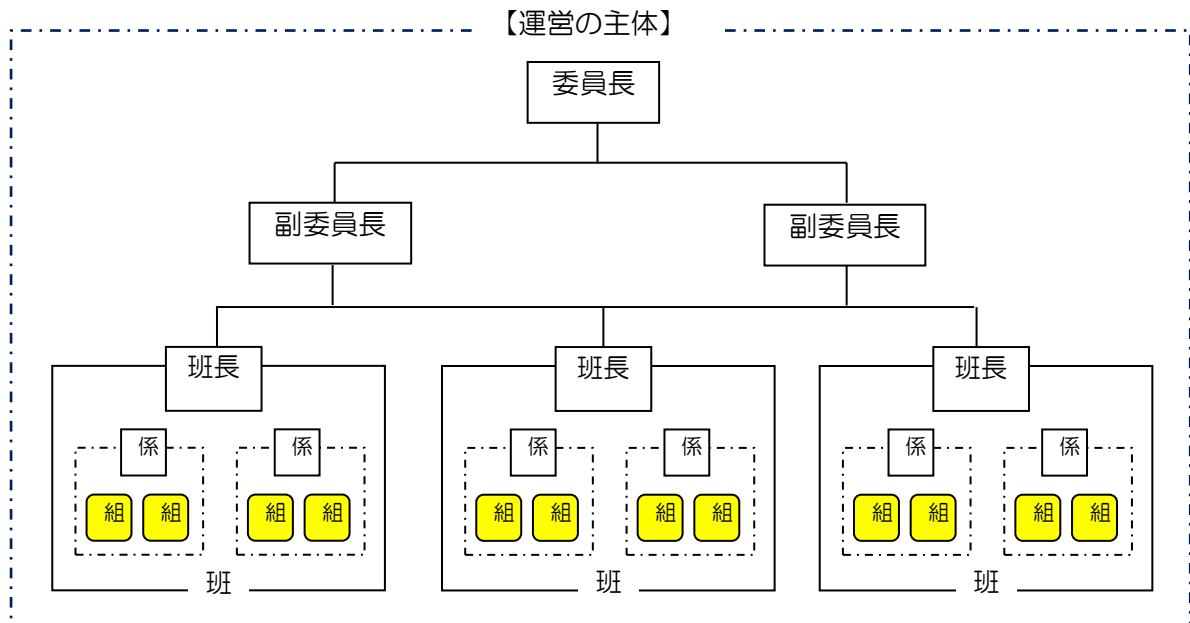 【運営の主体】
委員長
副委員長 副委員長
班長 班長 班長
係 係 係 係 係 係
組 組 組 組 組 組 組 組 組 組 組 組
班 班 班